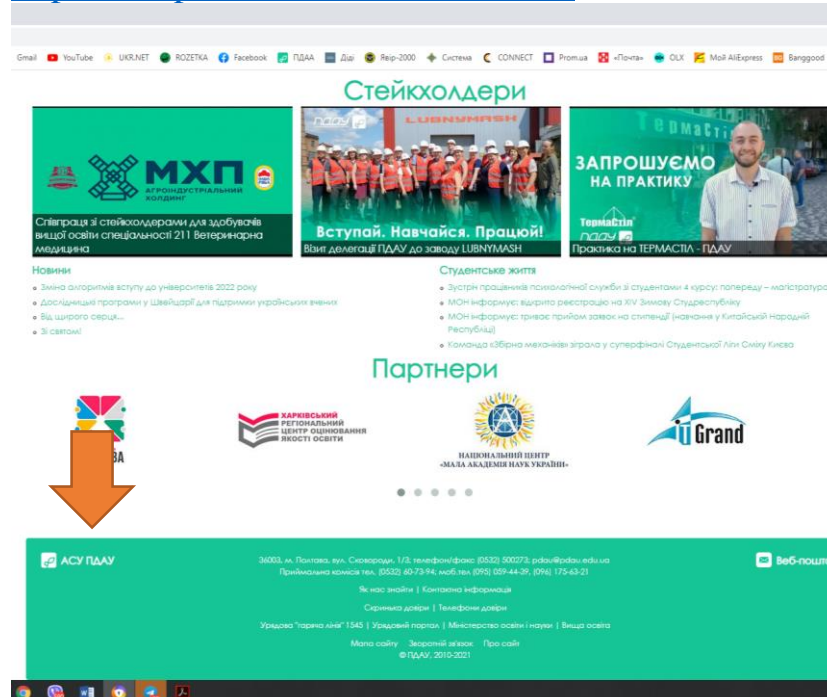 Gmail YouTube UKR.NET ROZETKA Facebook ПДАА Діді Reip-2000 Система CONNECT Prom.ua «Почта» OLX Мой AliExpress Banggood
Стейкхолдери
МХП
АГРОІНДУСТРІАЛЬНИЙ
ХОЛДИНГ
Співпраця зі стейкхолдерами для здобувачів
вищої освіти спеціальності 211 Ветеринарна
медицина
ПДАУ
LUBNYMASH
Вступай. Навчайся. Працюй!
Візит делегації ПДАУ до заводу LUBNYMASH
ЗАПРОШУЄМО
НА ПРАКТИКУ
ТермаСтіл
ПДАУ
Практика на ТЕРМАСТІЛ - ПДАУ
Новини
Зміна алгоритмів вступу до університетів 2022 року
Дослідницькі програми у Швейцарії для підтримки українських вчених
Від щирого серця...
Зі святом!
Студентське життя
Зустріч працівників психологічної служби зі студентами 4 курсу: попереду – магістратура
МОН інформує: відкрито реєстрацію на XIV Зимову Студреспубліку
МОН інформує: триває прийом заявок на стипендії (навчання у Китайській Народній
Республіці)
Команда «Збірна механіків» зіграла у суперфіналі Студентської Ліги Сміху Києва
Партнери
ХАРКІВСЬКИЙ
РЕГІОНАЛЬНИЙ
ЦЕНТР ОЦІНЮВАННЯ
ЯКОСТІ ОСВІТИ
НАЦІОНАЛЬНИЙ ЦЕНТР
«МАЛА АКАДЕМІЯ НАУК УКРАЇНИ»
Grand
АСУ ПДАУ
36003, м. Полтава, вул. Сковороди, 1/3; телефон/факс (0532) 500273; pdau@pdau.edu.ua
Приймальна комісія тел. (0532) 60-73-94; моб.тел (095) 059-44-39, (096) 175-63-21
Як нас знайти | Контактна інформація
Скринька довіри | Телефони довіри
Урядова "гаряча лінія" 1545 | Урядовий портал | Міністерство освіти і науки | Вища освіта
Мапа сайту Зворотній зв'язок Про сайт
© ПДАУ, 2010-2021
Веб-пошта